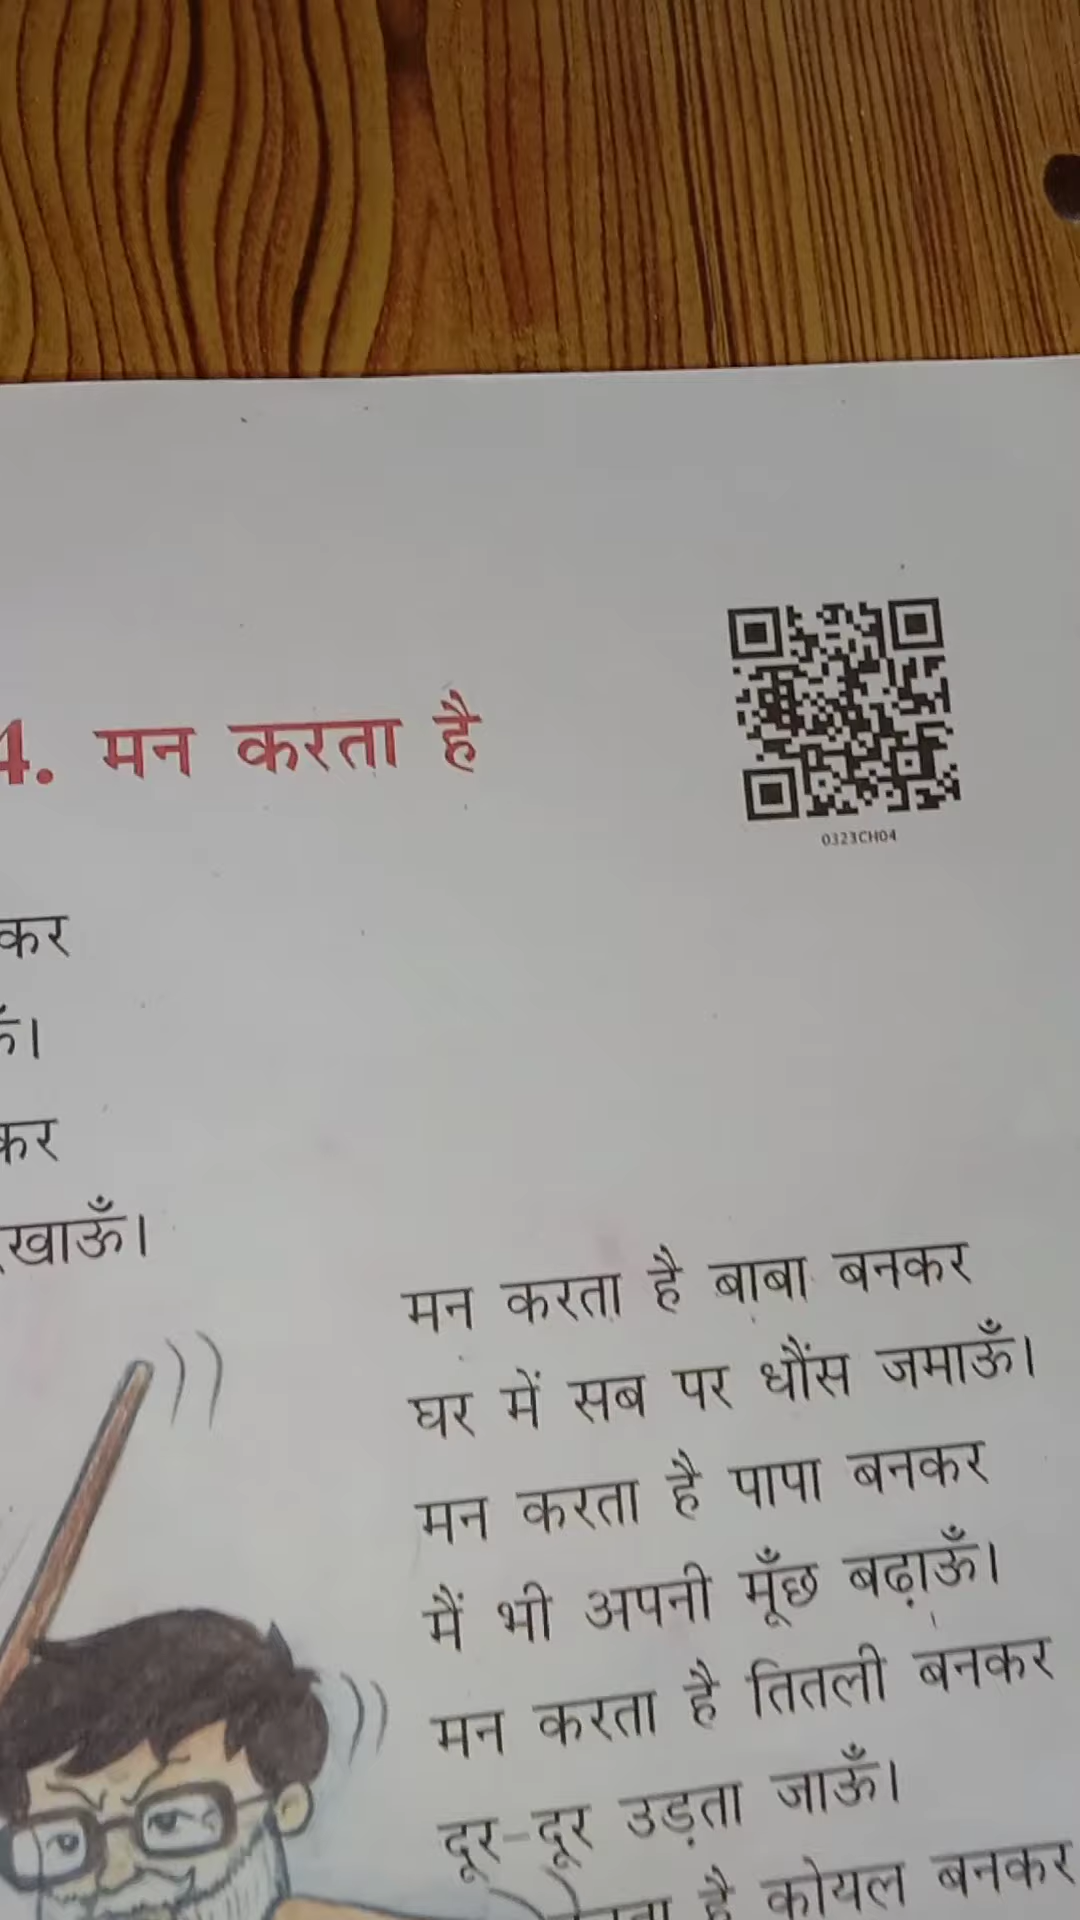 4. मन करता है
0323CH04
कर
कर
मन करता है बाबा बनकर
घर में सब पर धौंस जमाऊँ।
मन करता है पापा बनकर
मैं भी अपनी मूँछ बढ़ाऊँ।
मन करता है तितली बनकर
दूर-दूर उड़ता जाऊँ।
है कोयल बनकर